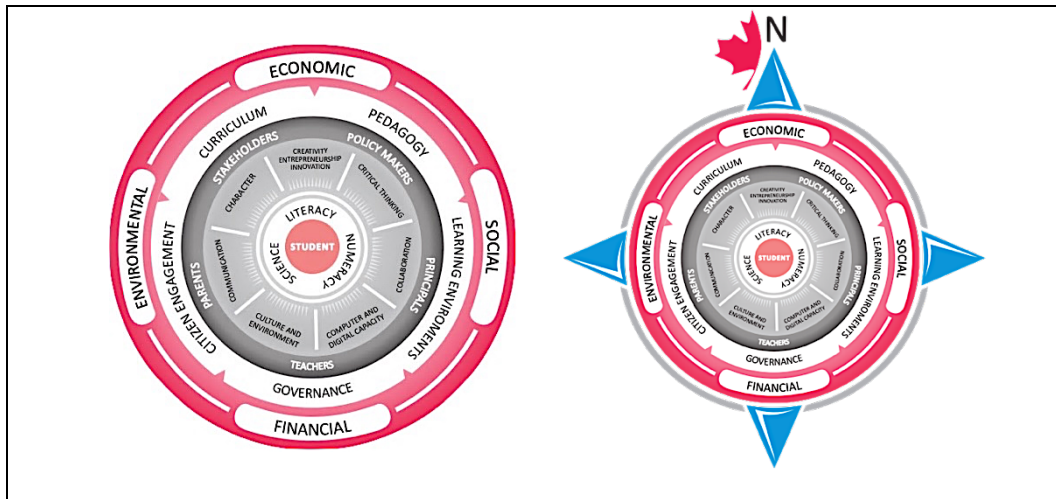 ECONOMIC
SOCIAL
FINANCIAL
ENVIRONMENTAL
CURRICULUM
PEDAGOGY
LEARNING ENVIROMENTS
GOVERNANCE
CITIZEN ENGAGEMENT
STAKEHOLDERS
POLICY MAKERS
PRINCIPALS
TEACHERS
PARENTS
CREATIVITY
ENTREPRENEURSHIP
INNOVATION
CRITICAL THINKING
COLLABORATION
COMPUTER AND
DIGITAL CAPACITY
CULTURE AND
ENVIRONMENT
COMMUNICATION
CHARACTER
LITERACY
NUMERACY
SCIENCE
STUDENT
N
ECONOMIC
SOCIAL
FINANCIAL
ENVIRONMENTAL
CURRICULUM
PEDAGOGY
LEARNING ENVIROMENTS
GOVERNANCE
CITIZEN ENGAGEMENT
STAKEHOLDERS
POLICY MAKERS
PRINCIPALS
TEACHERS
PARENTS
CREATIVITY
ENTREPRENEURSHIP
INNOVATION
CRITICAL THINKING
COLLABORATION
COMPUTER AND
DIGITAL CAPACITY
CULTURE AND
ENVIRONMENT
COMMUNICATION
CHARACTER
LITERACY
NUMERACY
SCIENCE
STUDENT